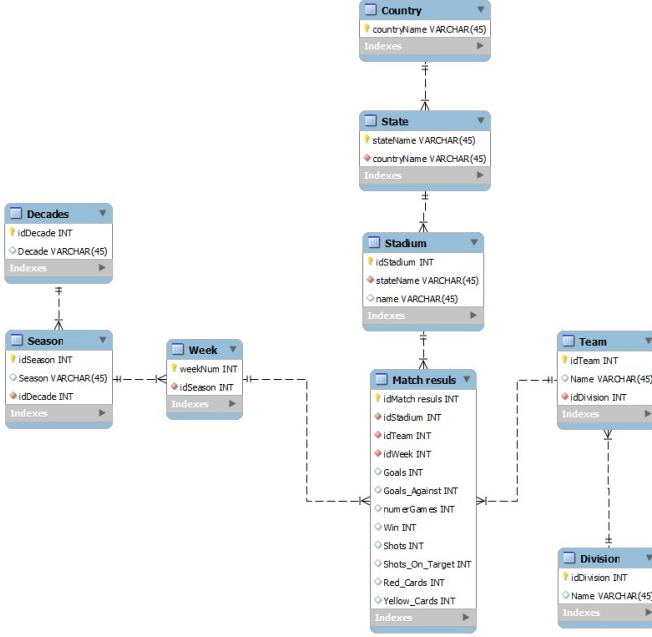 Country
countryName VARCHAR(45)
Indexes
State
stateName VARCHAR(45)
countryName VARCHAR(45)
Indexes
Decades
idDecade INT
Decade VARCHAR(45)
Indexes
Stadium
idStadium INT
stateName VARCHAR(45)
name VARCHAR(45)
Indexes
Season
idSeason INT
Season VARCHAR(45)
idDecade INT
Indexes
Week
weekNum INT
idSeason INT
Indexes
Match resuls
idMatch resuls INT
idStadium INT
idTeam INT
idWeek INT
Goals INT
Goals_Against INT
numerGames INT
Win INT
Shots INT
Shots_On_Target INT
Red_Cards INT
Yellow_Cards INT
Indexes
Team
idTeam INT
Name VARCHAR(45)
idDivision INT
Indexes
Division
idDivision INT
Name VARCHAR(45)
Indexes